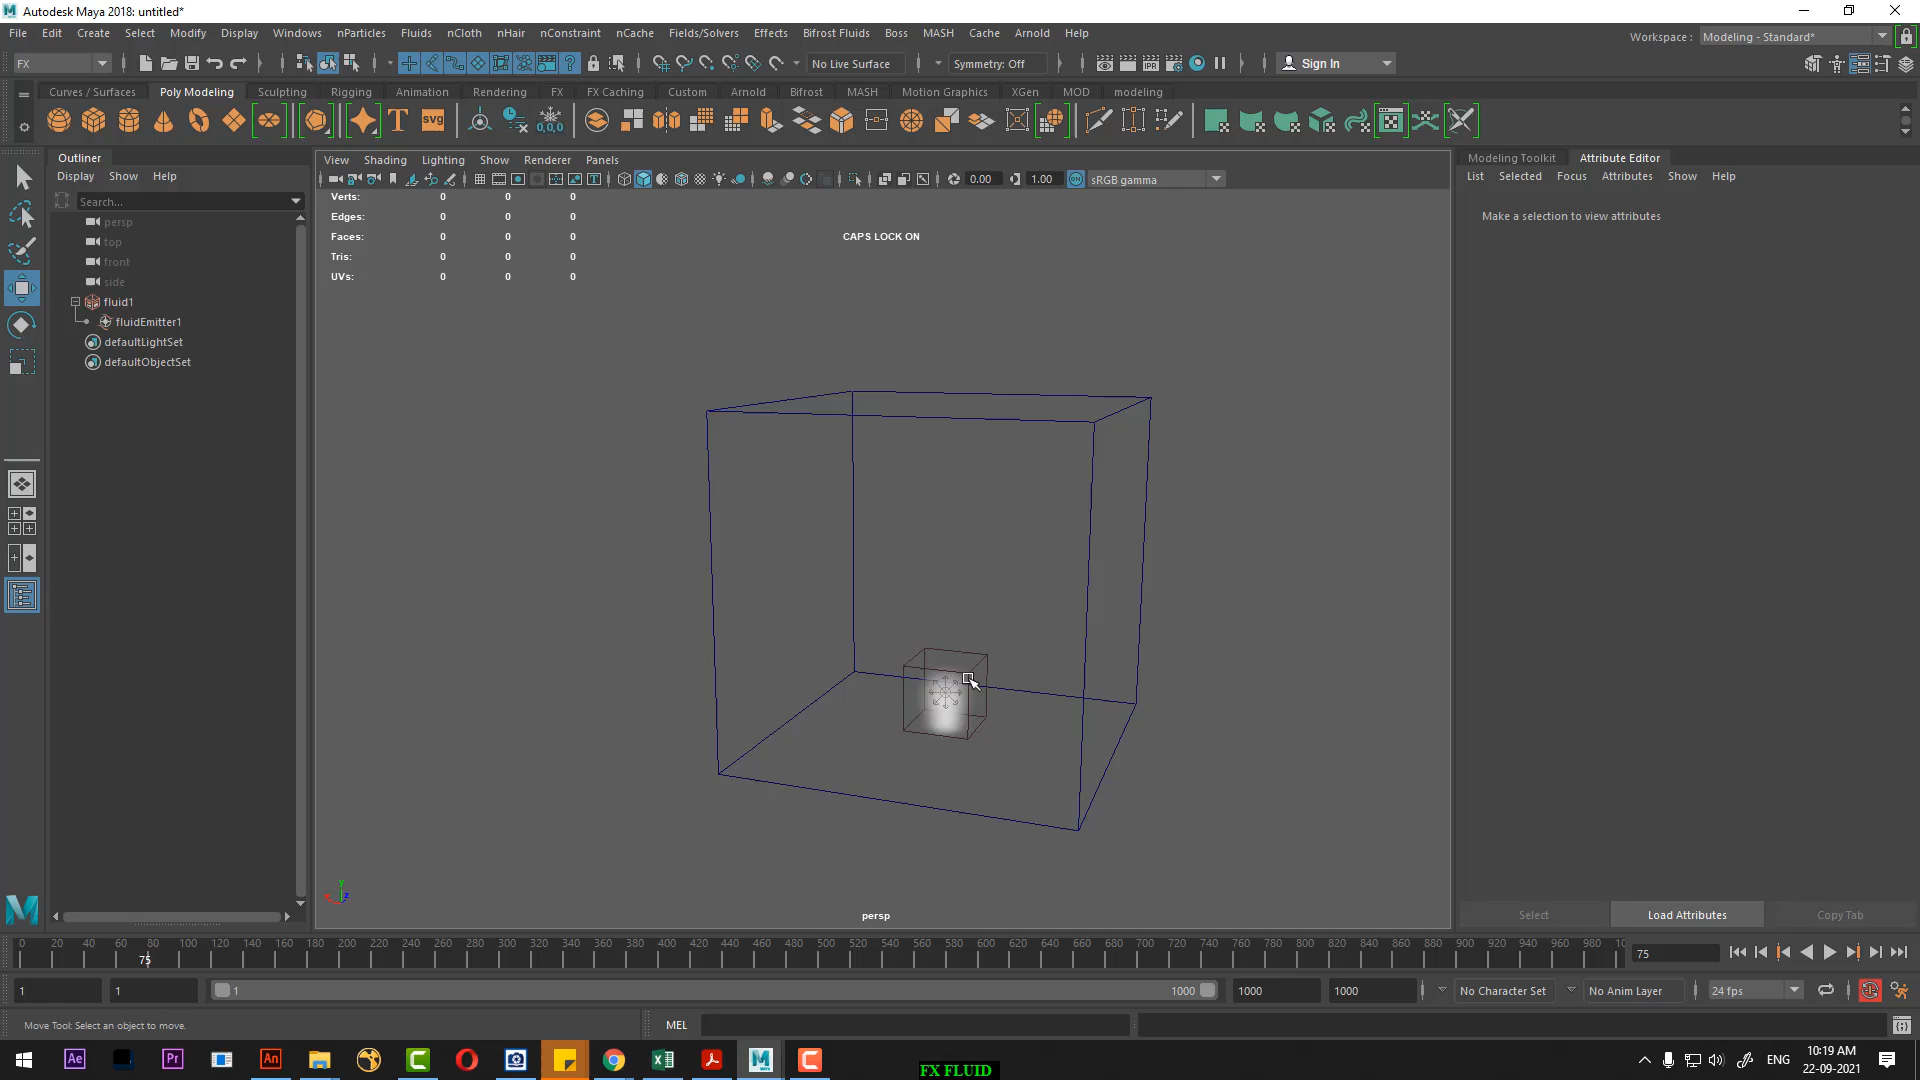 Autodesk Maya 2018: untitled*
File Edit Create Select Modify Display Windows nParticles Fluids nCloth nHair nConstraint nCache Fields/Solvers Effects Bifrost Fluids Boss MASH Cache Arnold Help
Workspace : Modeling - Standard*
FX
No Live Surface
Symmetry: Off
Sign In
Curves / Surfaces Poly Modeling Sculpting Rigging Animation Rendering FX FX Caching Custom Arnold Bifrost MASH Motion Graphics XGen MOD modeling
T
svg
0,0,0
Outliner
Display Show Help
Search...
persp
top
front
side
fluid1
fluidEmitter1
defaultLightSet
defaultObjectSet
View Shading Lighting Show Renderer Panels
0.00
1.00
ON
sRGB gamma
Verts: 0 0 0
Edges: 0 0 0
Faces: 0 0 0
Tris: 0 0 0
UVs: 0 0 0
CAPS LOCK ON
persp
Modeling Toolkit Attribute Editor
List Selected Focus Attributes Show Help
Make a selection to view attributes
Select
Load Attributes
Copy Tab
0 20 40 60 80 100 120 140 160 180 200 220 240 260 280 300 320 340 360 380 400 420 440 460 480 500 520 540 560 580 600 620 640 660 680 700 720 740 760 780 800 820 840 860 880 900 920 940 960 980 10
75
75
1
1
1
1000
1000
1000
No Character Set
No Anim Layer
24 fps
Move Tool: Select an object to move.
MEL
Ae
Pr
An
FX FLUID
ENG
10:19 AM
22-09-2021